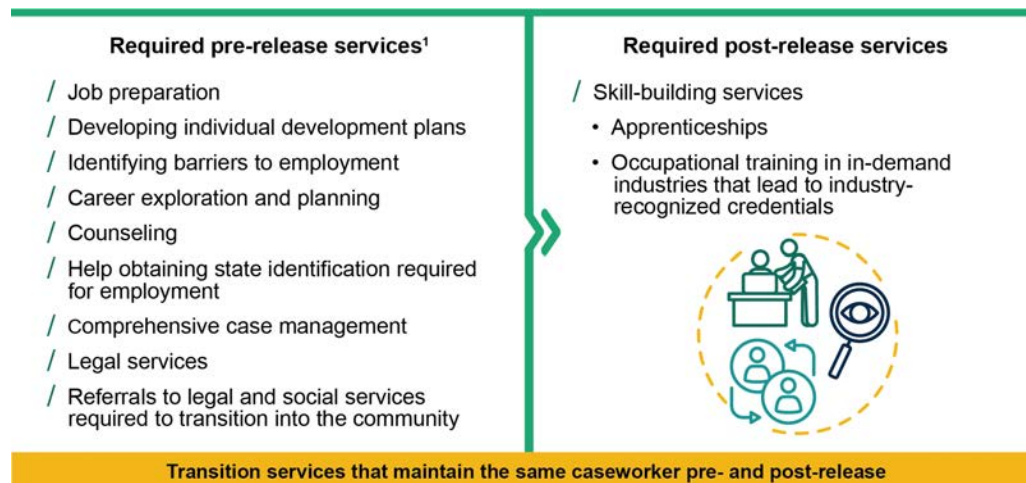 Required pre-release services¹
/ Job preparation
/ Developing individual development plans
/ Identifying barriers to employment
/ Career exploration and planning
/ Counseling
/ Help obtaining state identification required
for employment
/ Comprehensive case management
/ Legal services
/ Referrals to legal and social services
required to transition into the community
Required post-release services
/ Skill-building services
• Apprenticeships
• Occupational training in in-demand
industries that lead to industry-
recognized credentials
Transition services that maintain the same caseworker pre- and post-release